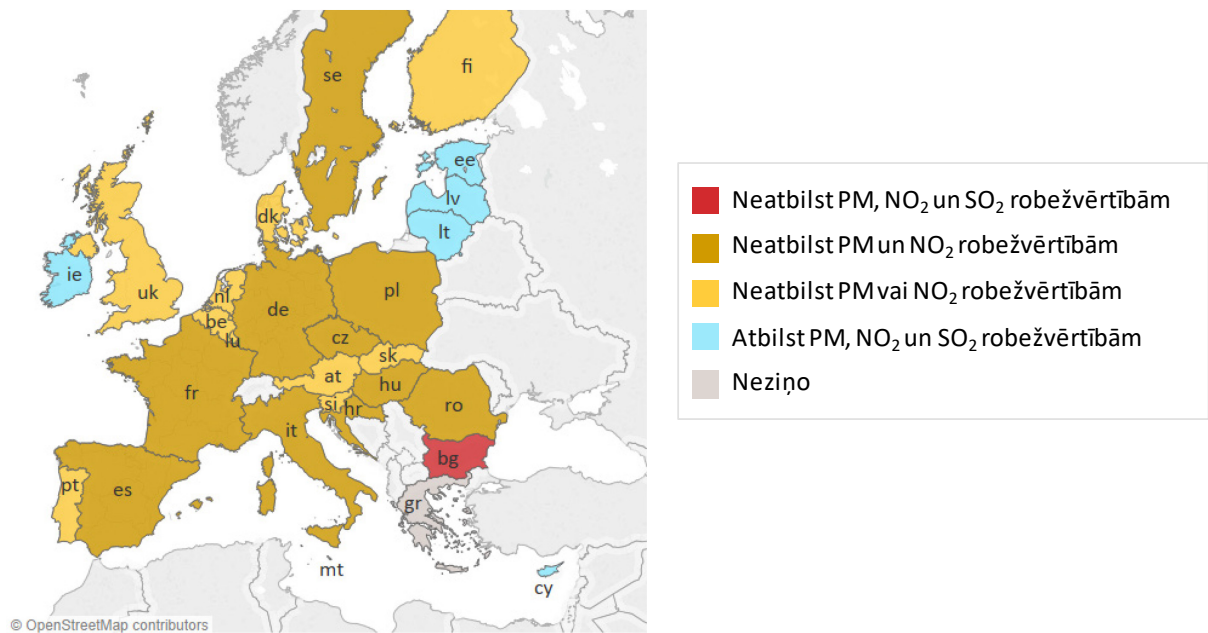 se
fi
ee
lv
lt
dk
ie
uk
nl
be
lu
de
pl
cz
sk
at
hu
fr
si
hr
ro
it
bg
pt
es
gr
mt
cy
© OpenStreetMap contributors
Neatbilst PM, NO₂ un SO₂ robežvērtībām
Neatbilst PM un NO₂ robežvērtībām
Neatbilst PM vai NO₂ robežvērtībām
Atbilst PM, NO₂ un SO₂ robežvērtībām
Neziņo